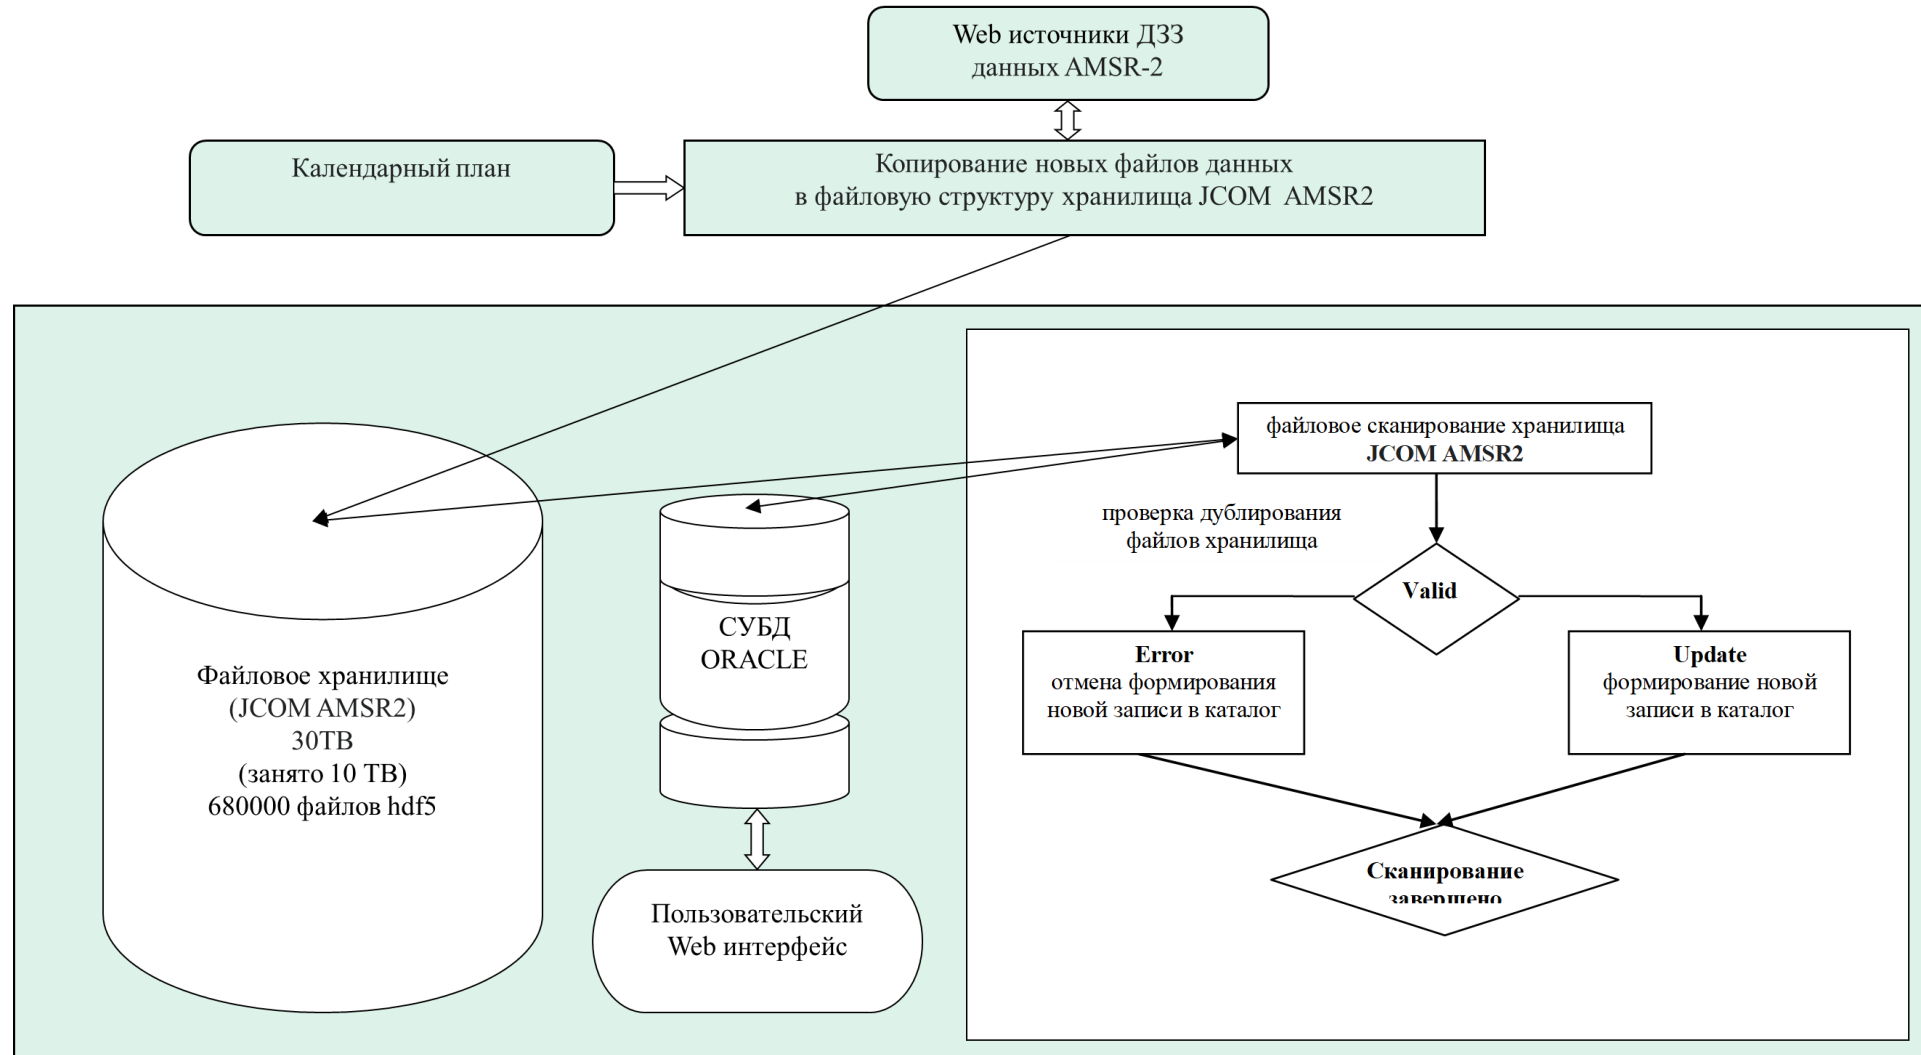 Web источники ДЗЗ
данных AMSR-2
Календарный план
Копирование новых файлов данных
в файловую структуру хранилища JCOM AMSR2
файловое сканирование хранилища
JCOM AMSR2
проверка дублирования
файлов хранилища
Valid
Error
отмена формирования
новой записи в каталог
Update
формирование новой
записи в каталог
Сканирование
завершено
Файловое хранилище
(JCOM AMSR2)
30TB
(занято 10 TB)
680000 файлов hdf5
СУБД
ORACLE
Пользовательский
Web интерфейс